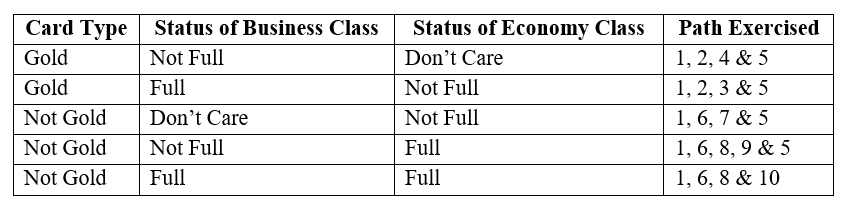 Card Type Status of Business Class Status of Economy Class Path Exercised
Gold Not Full Don’t Care 1, 2, 4 & 5
Gold Full Not Full 1, 2, 3 & 5
Not Gold Don’t Care Not Full 1, 6, 7 & 5
Not Gold Not Full Full 1, 6, 8, 9 & 5
Not Gold Full Full 1, 6, 8 & 10